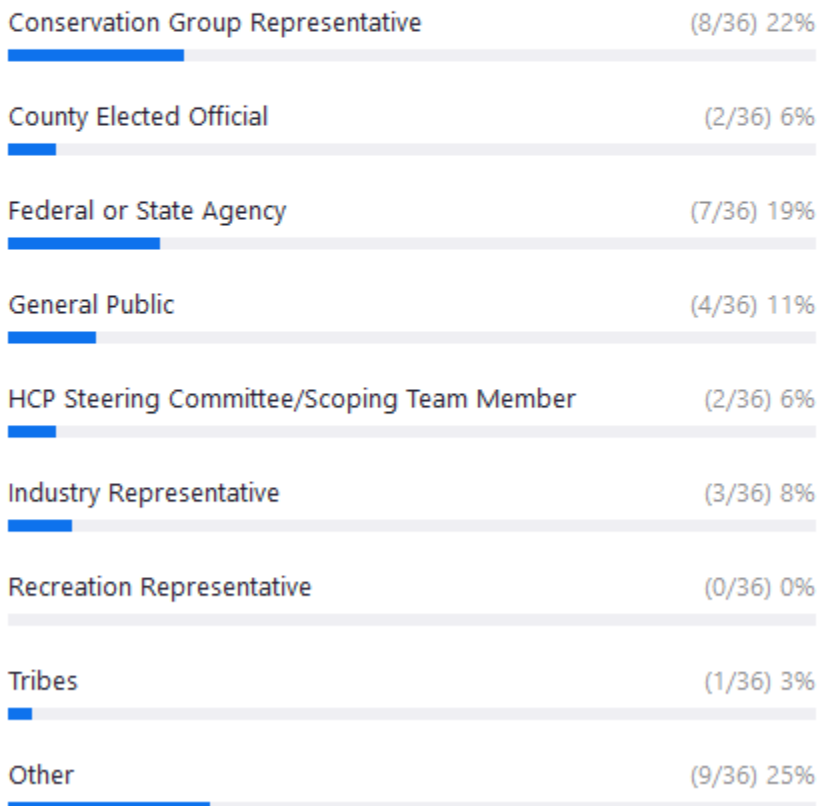 Conservation Group Representative (8/36) 22%
County Elected Official (2/36) 6%
Federal or State Agency (7/36) 19%
General Public (4/36) 11%
HCP Steering Committee/Scoping Team Member (2/36) 6%
Industry Representative (3/36) 8%
Recreation Representative (0/36) 0%
Tribes (1/36) 3%
Other (9/36) 25%